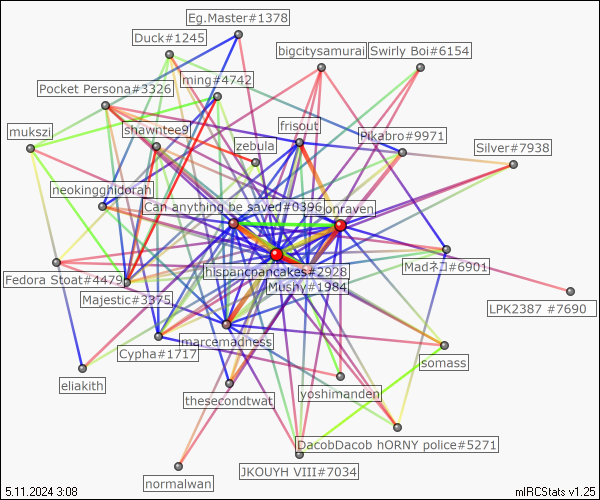 Eg.Master#1378
Duck#1245
bigcitysamurai
Swirly Boi#6154
Pocket Persona#3326
ming#4742
mukszi
shawntee9
frisout
Pikabro#9971
zebula
Silver#7938
neokingghidorah
Can anything be saved#0396
onraven
Fedora Stoat#4479
hispancpancakes#2928
Madネコ#6901
Majestic#3375
Mushy#1984
LPK2387 #7690
Cypha#1717
marcemadness
somass
eliakith
thesecondtwat
yoshimanden
DacobDacob hORNY police#5271
normalwan
JKOUYH VIII#7034
5.11.2024 3:08
mIRCStats v1.25